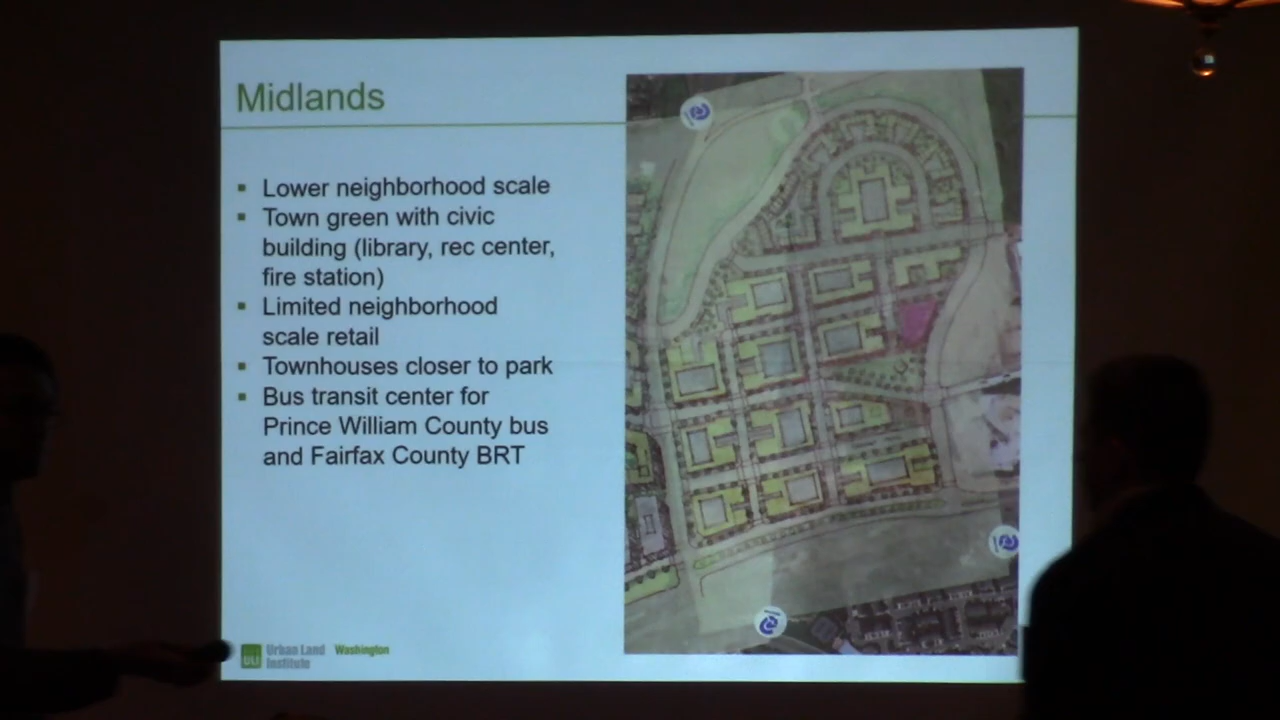 Midlands
▪ Lower neighborhood scale
▪ Town green with civic
building (library, rec center,
fire station)
▪ Limited neighborhood
scale retail
▪ Townhouses closer to park
▪ Bus transit center for
Prince William County bus
and Fairfax County BRT
ULI Urban Land Washington
Institute